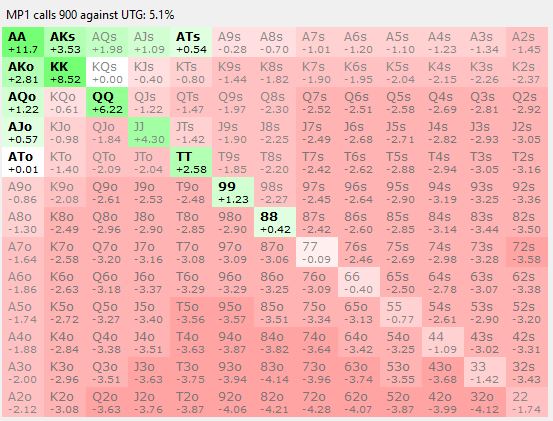 MP1 calls 900 against UTG: 5.1%
AA AKs AQs AJs ATs A9s A8s A7s A6s A5s A4s A3s A2s
+11.7 +3.53 +1.98 +1.09 +0.54 -0.28 -0.70 -1.01 -1.20 -1.10 -1.23 -1.34 -1.45
AKo KK KQs KJs KTs K9s K8s K7s K6s K5s K4s K3s K2s
+2.81 +8.52 +0.00 -0.40 -0.80 -1.44 -1.82 -1.90 -1.95 -2.04 -2.15 -2.26 -2.37
AQo KQo QQ QJs QTs Q9s Q8s Q7s Q6s Q5s Q4s Q3s Q2s
+1.22 -0.61 +6.22 -1.22 -1.47 -1.97 -2.30 -2.52 -2.51 -2.58 -2.69 -2.81 -2.92
AJo KJo QJo JJ JTs J9s J8s J7s J6s J5s J4s J3s J2s
+0.57 -0.98 -1.84 +4.30 -1.42 -1.90 -2.25 -2.49 -2.68 -2.71 -2.82 -2.93 -3.05
ATo KTo QTo JTo TT T9s T8s T7s T6s T5s T4s T3s T2s
+0.01 -1.40 -2.09 -2.04 +2.58 -1.85 -2.20 -2.42 -2.62 -2.88 -2.94 -3.05 -3.16
A9o K9o Q9o J9o T9o 99 98s 97s 96s 95s 94s 93s 92s
-0.86 -2.08 -2.61 -2.53 -2.48 +1.23 -2.27 -2.45 -2.64 -2.90 -3.19 -3.25 -3.36
A8o K8o Q8o J8o T8o 98o 88 87s 86s 85s 84s 83s 82s
-1.30 -2.49 -2.96 -2.90 -2.85 -2.90 +0.42 -2.42 -2.60 -2.85 -3.14 -3.44 -3.50
A7o K7o Q7o J7o T7o 97o 87o 77 76s 75s 74s 73s 72s
-1.64 -2.58 -3.20 -3.16 -3.08 -3.09 -3.06 -0.09 -2.46 -2.69 -2.98 -3.28 -3.58
A6o K6o Q6o J6o T6o 96o 86o 76o 66 65s 64s 63s 62s
-1.86 -2.63 -3.18 -3.37 -3.29 -3.29 -3.25 -3.09 -0.40 -2.50 -2.78 -3.07 -3.38
A5o K5o Q5o J5o T5o 95o 85o 75o 65o 55 54s 53s 52s
-1.74 -2.72 -3.27 -3.40 -3.56 -3.57 -3.51 -3.34 -3.13 -0.77 -2.61 -2.90 -3.20
A4o K4o Q4o J4o T4o 94o 84o 74o 64o 54o 44 43s 42s
-1.88 -2.84 -3.38 -3.51 -3.63 -3.87 -3.82 -3.64 -3.42 -3.25 -1.09 -3.02 -3.31
A3o K3o Q3o J3o T3o 93o 83o 73o 63o 53o 43o 33 32s
-2.00 -2.96 -3.51 -3.63 -3.75 -3.94 -4.14 -3.96 -3.74 -3.55 -3.68 -1.42 -3.43
A2o K2o Q2o J2o T2o 92o 82o 72o 62o 52o 42o 32o 22
-2.12 -3.08 -3.63 -3.76 -3.87 -4.06 -4.21 -4.28 -4.07 -3.87 -3.99 -4.12 -1.74